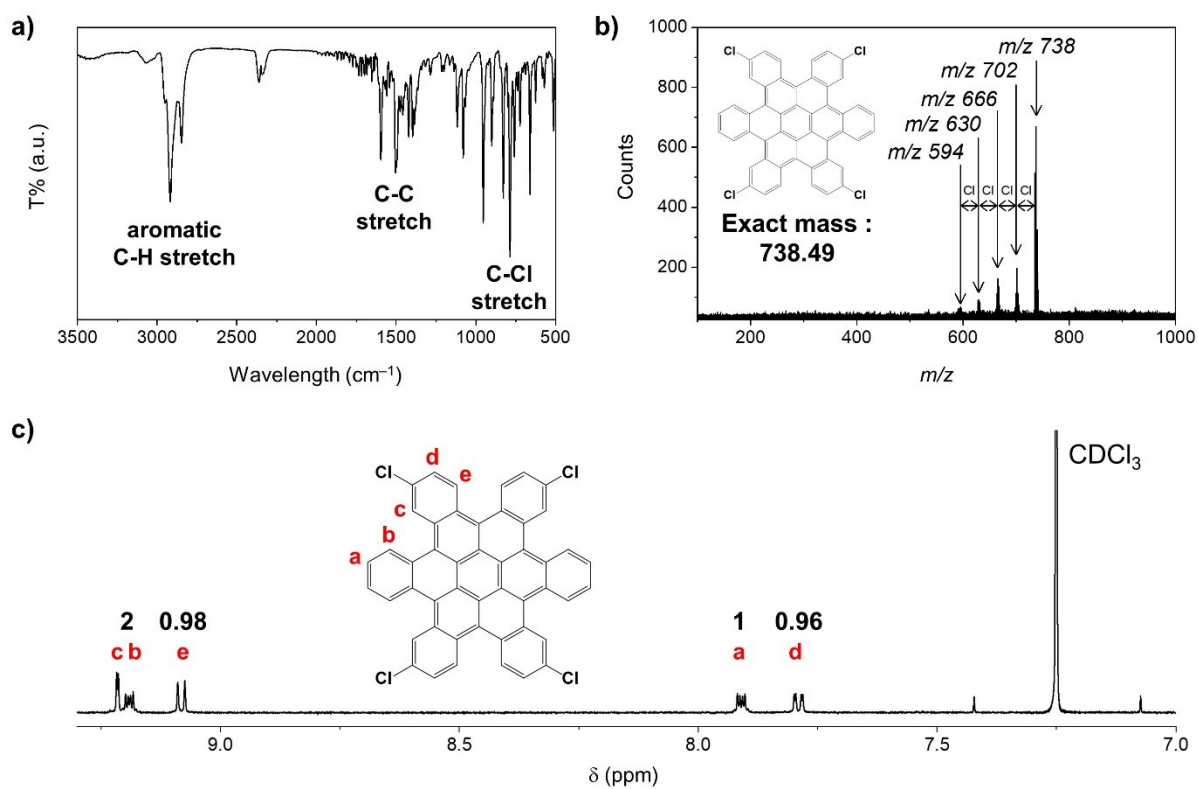 a)
T% (a.u.)
aromatic
C-H stretch
C-C
stretch
C-Cl
stretch
3500 3000 2500 2000 1500 1000 500
Wavelength (cm⁻¹)
b)
Counts
1000
800
600
400
200
Cl
Cl
Cl
Cl
Exact mass :
738.49
m/z 738
m/z 702
m/z 666
m/z 630
m/z 594
Cl Cl Cl Cl
200 400 600 800 1000
m/z
c)
Cl
d
e
Cl
c
b
a
Cl
Cl
CDCl₃
2 0.98
c b e
1 0.96
a d
9.0 8.5 8.0 7.5 7.0
δ (ppm)